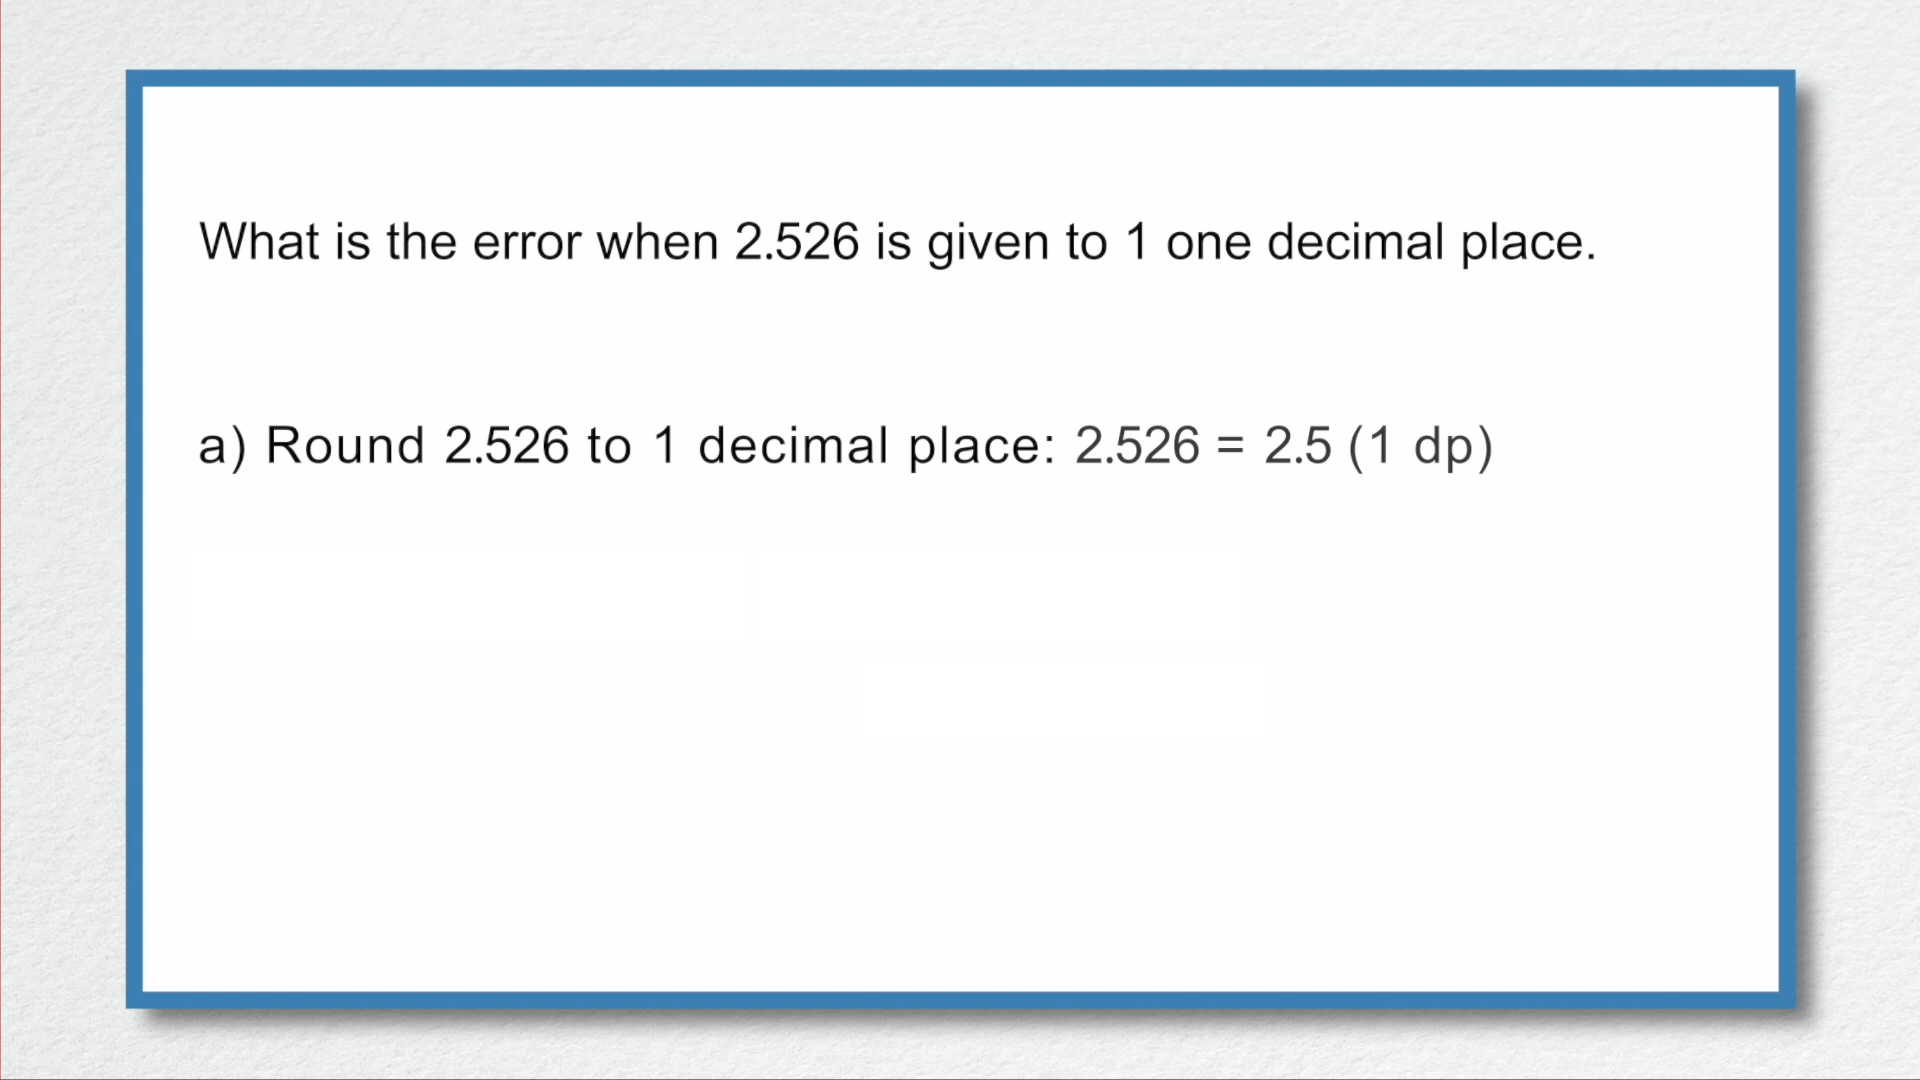 What is the error when 2.526 is given to 1 one decimal place.
a) Round 2.526 to 1 decimal place: 2.526 = 2.5 (1 dp)